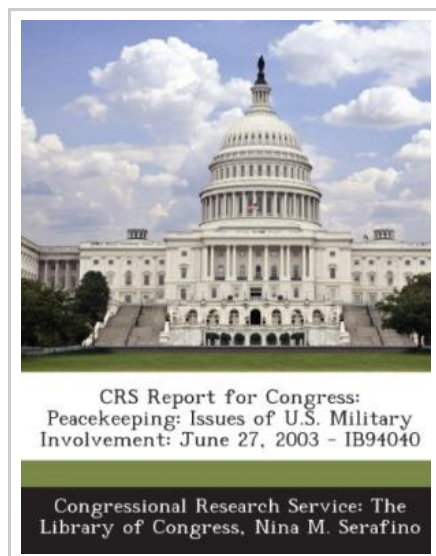 CRS Report for Congress:
Peacekeeping: Issues of U.S. Military
Involvement: June 27, 2003 - IB94040
Congressional Research Service: The
Library of Congress, Nina M. Serafino